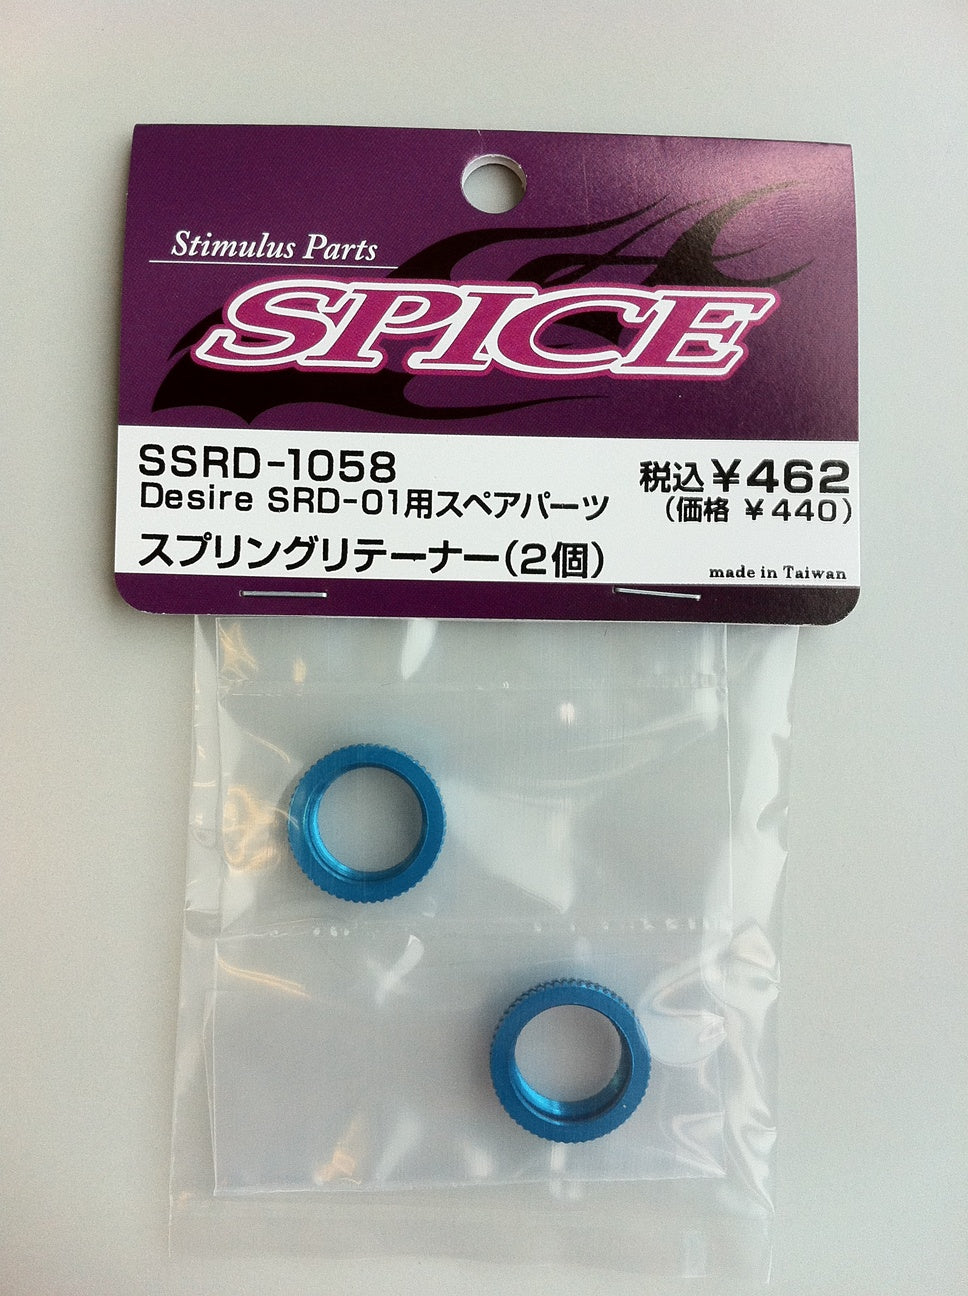 Stimulus Parts
SPICE
SSRD-1058
税込￥462
Desire SRD-01用スペアパーツ
(価格 ￥440)
スプリングリテーナー(2個)
made in Taiwan